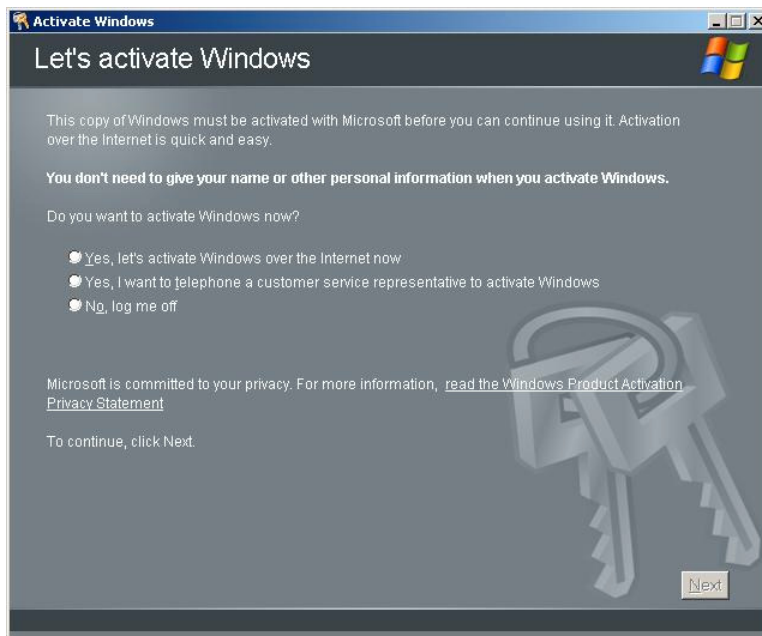 Activate Windows
Let's activate Windows
This copy of Windows must be activated with Microsoft before you can continue using it. Activation
over the Internet is quick and easy.
You don't need to give your name or other personal information when you activate Windows.
Do you want to activate Windows now?
Yes, let's activate Windows over the Internet now
Yes, I want to telephone a customer service representative to activate Windows
No, log me off
Microsoft is committed to your privacy. For more information, read the Windows Product Activation
Privacy Statement
To continue, click Next.
Next